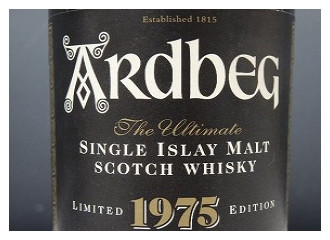 Established 1815
ARDBEG
The Ultimate
SINGLE ISLAY MALT
SCOTCH WHISKY
LIMITED 1975 EDITION